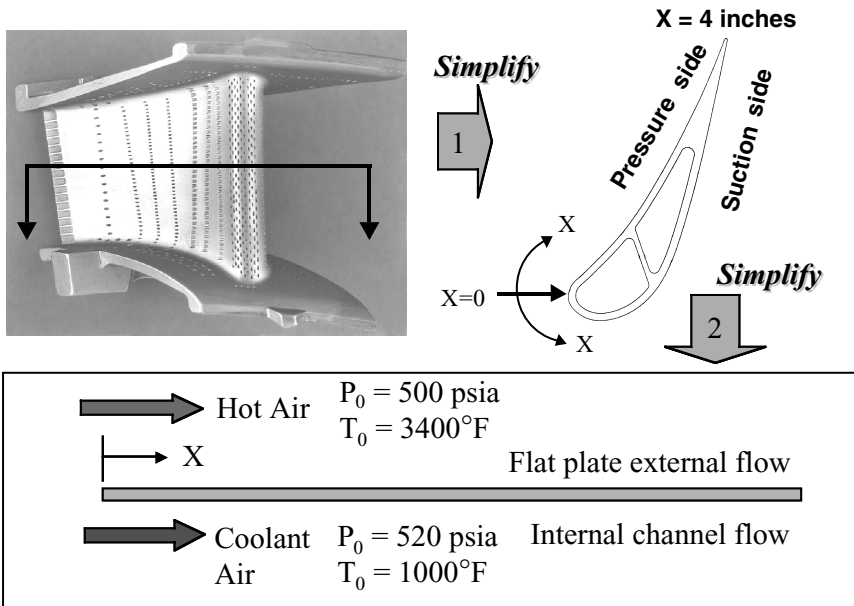 X = 4 inches
Simplify
1
Pressure side
Suction side
X
X=0
X
Simplify
2
Hot Air P₀ = 500 psia
T₀ = 3400°F
X
Flat plate external flow
Coolant P₀ = 520 psia Internal channel flow
Air T₀ = 1000°F